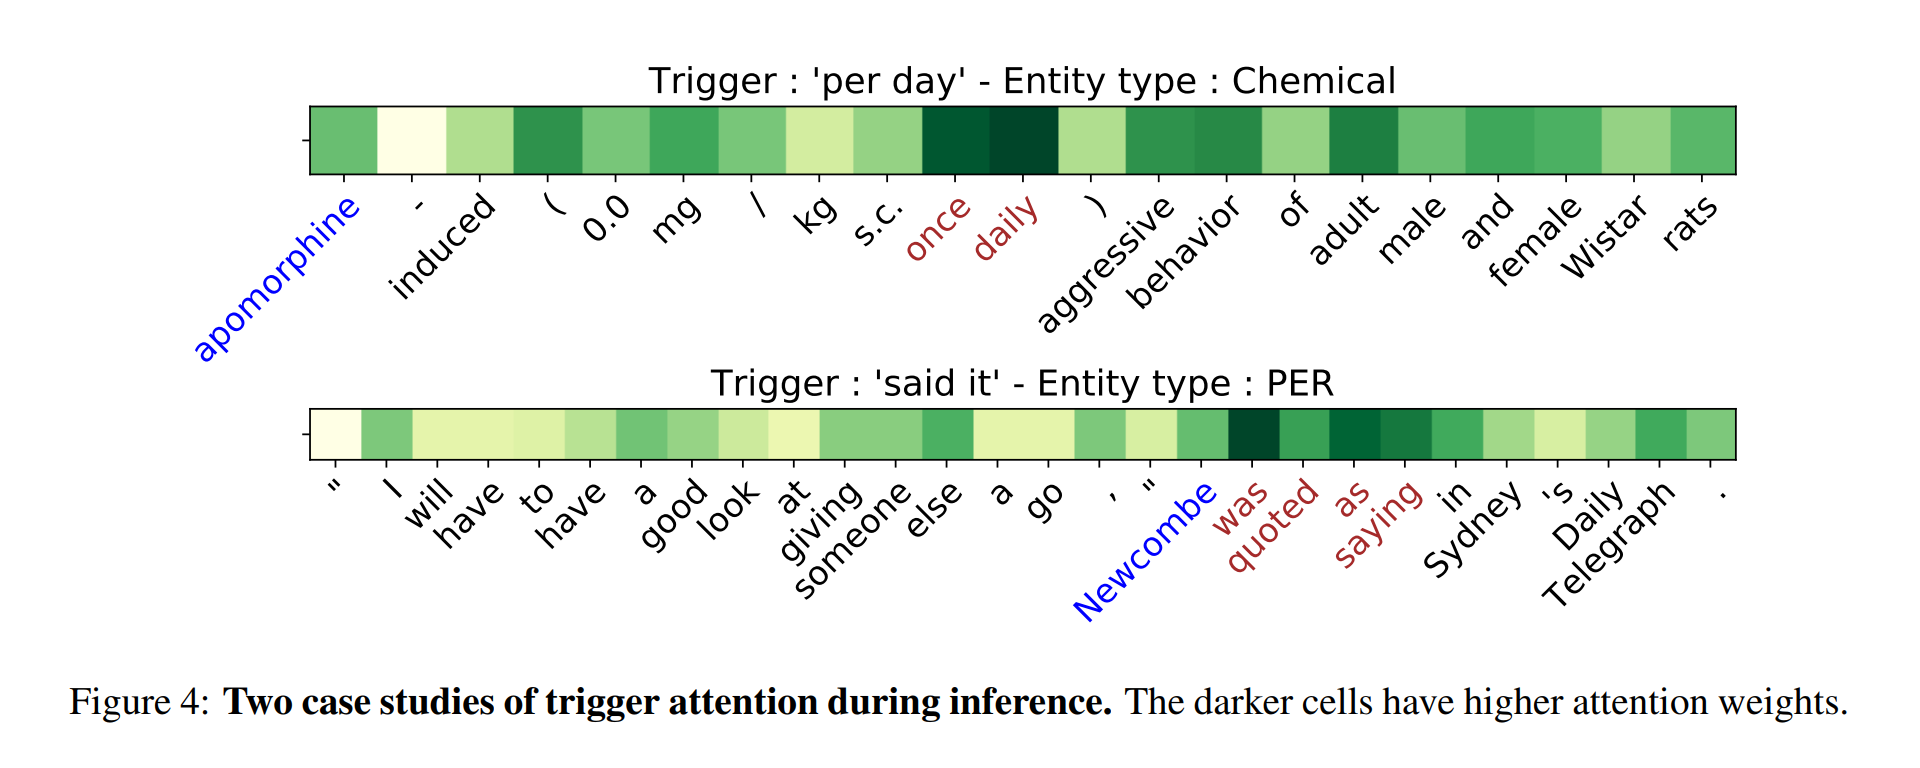 Trigger : 'per day' - Entity type : Chemical
apomorphine - induced ( 0.0 mg / kg s.c. once daily ) aggressive behavior of adult male and female Wistar rats
Trigger : 'said it' - Entity type : PER
" I will have to have a good look at giving someone else a go , " Newcombe was quoted as saying in Sydney 's Daily Telegraph .
Figure 4: Two case studies of trigger attention during inference. The darker cells have higher attention weights.